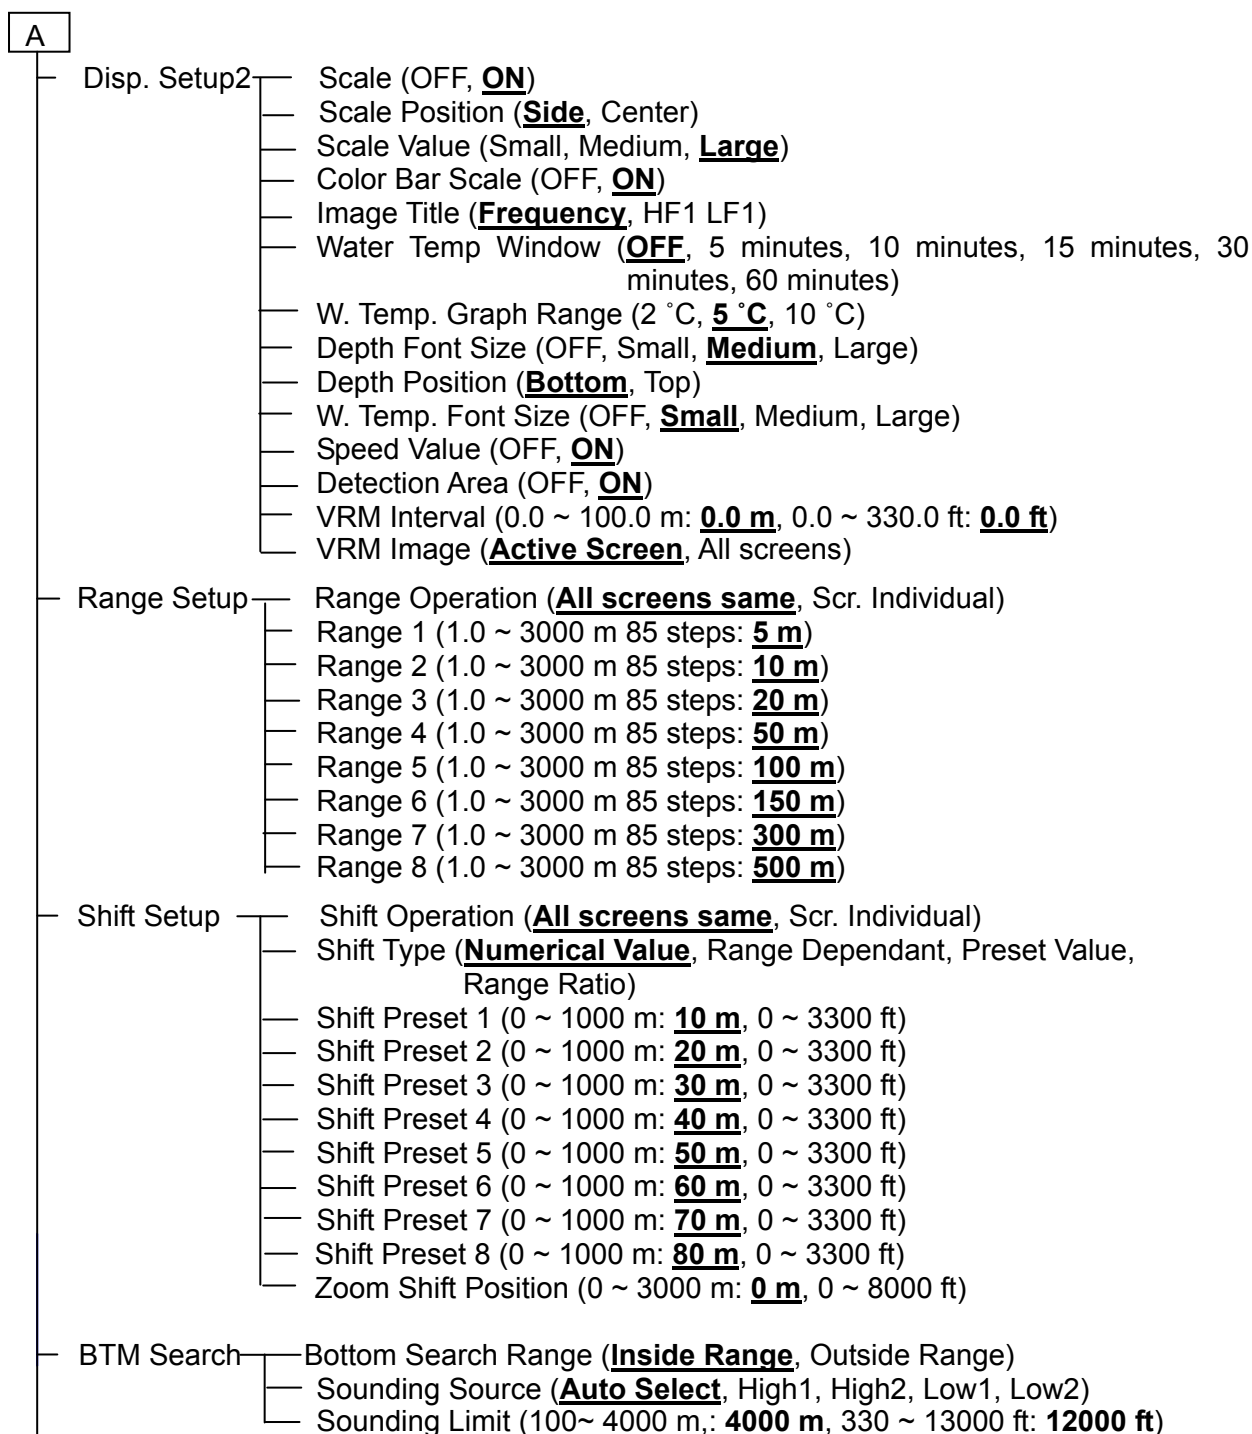 A
Disp. Setup2 Scale (OFF, ON)
Scale Position (Side, Center)
Scale Value (Small, Medium, Large)
Color Bar Scale (OFF, ON)
Image Title (Frequency, HF1 LF1)
Water Temp Window (OFF, 5 minutes, 10 minutes, 15 minutes, 30
minutes, 60 minutes)
W. Temp. Graph Range (2 ˚C, 5 ˚C, 10 ˚C)
Depth Font Size (OFF, Small, Medium, Large)
Depth Position (Bottom, Top)
W. Temp. Font Size (OFF, Small, Medium, Large)
Speed Value (OFF, ON)
Detection Area (OFF, ON)
VRM Interval (0.0 ~ 100.0 m: 0.0 m, 0.0 ~ 330.0 ft: 0.0 ft)
VRM Image (Active Screen, All screens)
Range Setup Range Operation (All screens same, Scr. Individual)
Range 1 (1.0 ~ 3000 m 85 steps: 5 m)
Range 2 (1.0 ~ 3000 m 85 steps: 10 m)
Range 3 (1.0 ~ 3000 m 85 steps: 20 m)
Range 4 (1.0 ~ 3000 m 85 steps: 50 m)
Range 5 (1.0 ~ 3000 m 85 steps: 100 m)
Range 6 (1.0 ~ 3000 m 85 steps: 150 m)
Range 7 (1.0 ~ 3000 m 85 steps: 300 m)
Range 8 (1.0 ~ 3000 m 85 steps: 500 m)
Shift Setup Shift Operation (All screens same, Scr. Individual)
Shift Type (Numerical Value, Range Dependant, Preset Value,
Range Ratio)
Shift Preset 1 (0 ~ 1000 m: 10 m, 0 ~ 3300 ft)
Shift Preset 2 (0 ~ 1000 m: 20 m, 0 ~ 3300 ft)
Shift Preset 3 (0 ~ 1000 m: 30 m, 0 ~ 3300 ft)
Shift Preset 4 (0 ~ 1000 m: 40 m, 0 ~ 3300 ft)
Shift Preset 5 (0 ~ 1000 m: 50 m, 0 ~ 3300 ft)
Shift Preset 6 (0 ~ 1000 m: 60 m, 0 ~ 3300 ft)
Shift Preset 7 (0 ~ 1000 m: 70 m, 0 ~ 3300 ft)
Shift Preset 8 (0 ~ 1000 m: 80 m, 0 ~ 3300 ft)
Zoom Shift Position (0 ~ 3000 m: 0 m, 0 ~ 8000 ft)
BTM Search Bottom Search Range (Inside Range, Outside Range)
Sounding Source (Auto Select, High1, High2, Low1, Low2)
Sounding Limit (100~ 4000 m,: 4000 m, 330 ~ 13000 ft: 12000 ft)